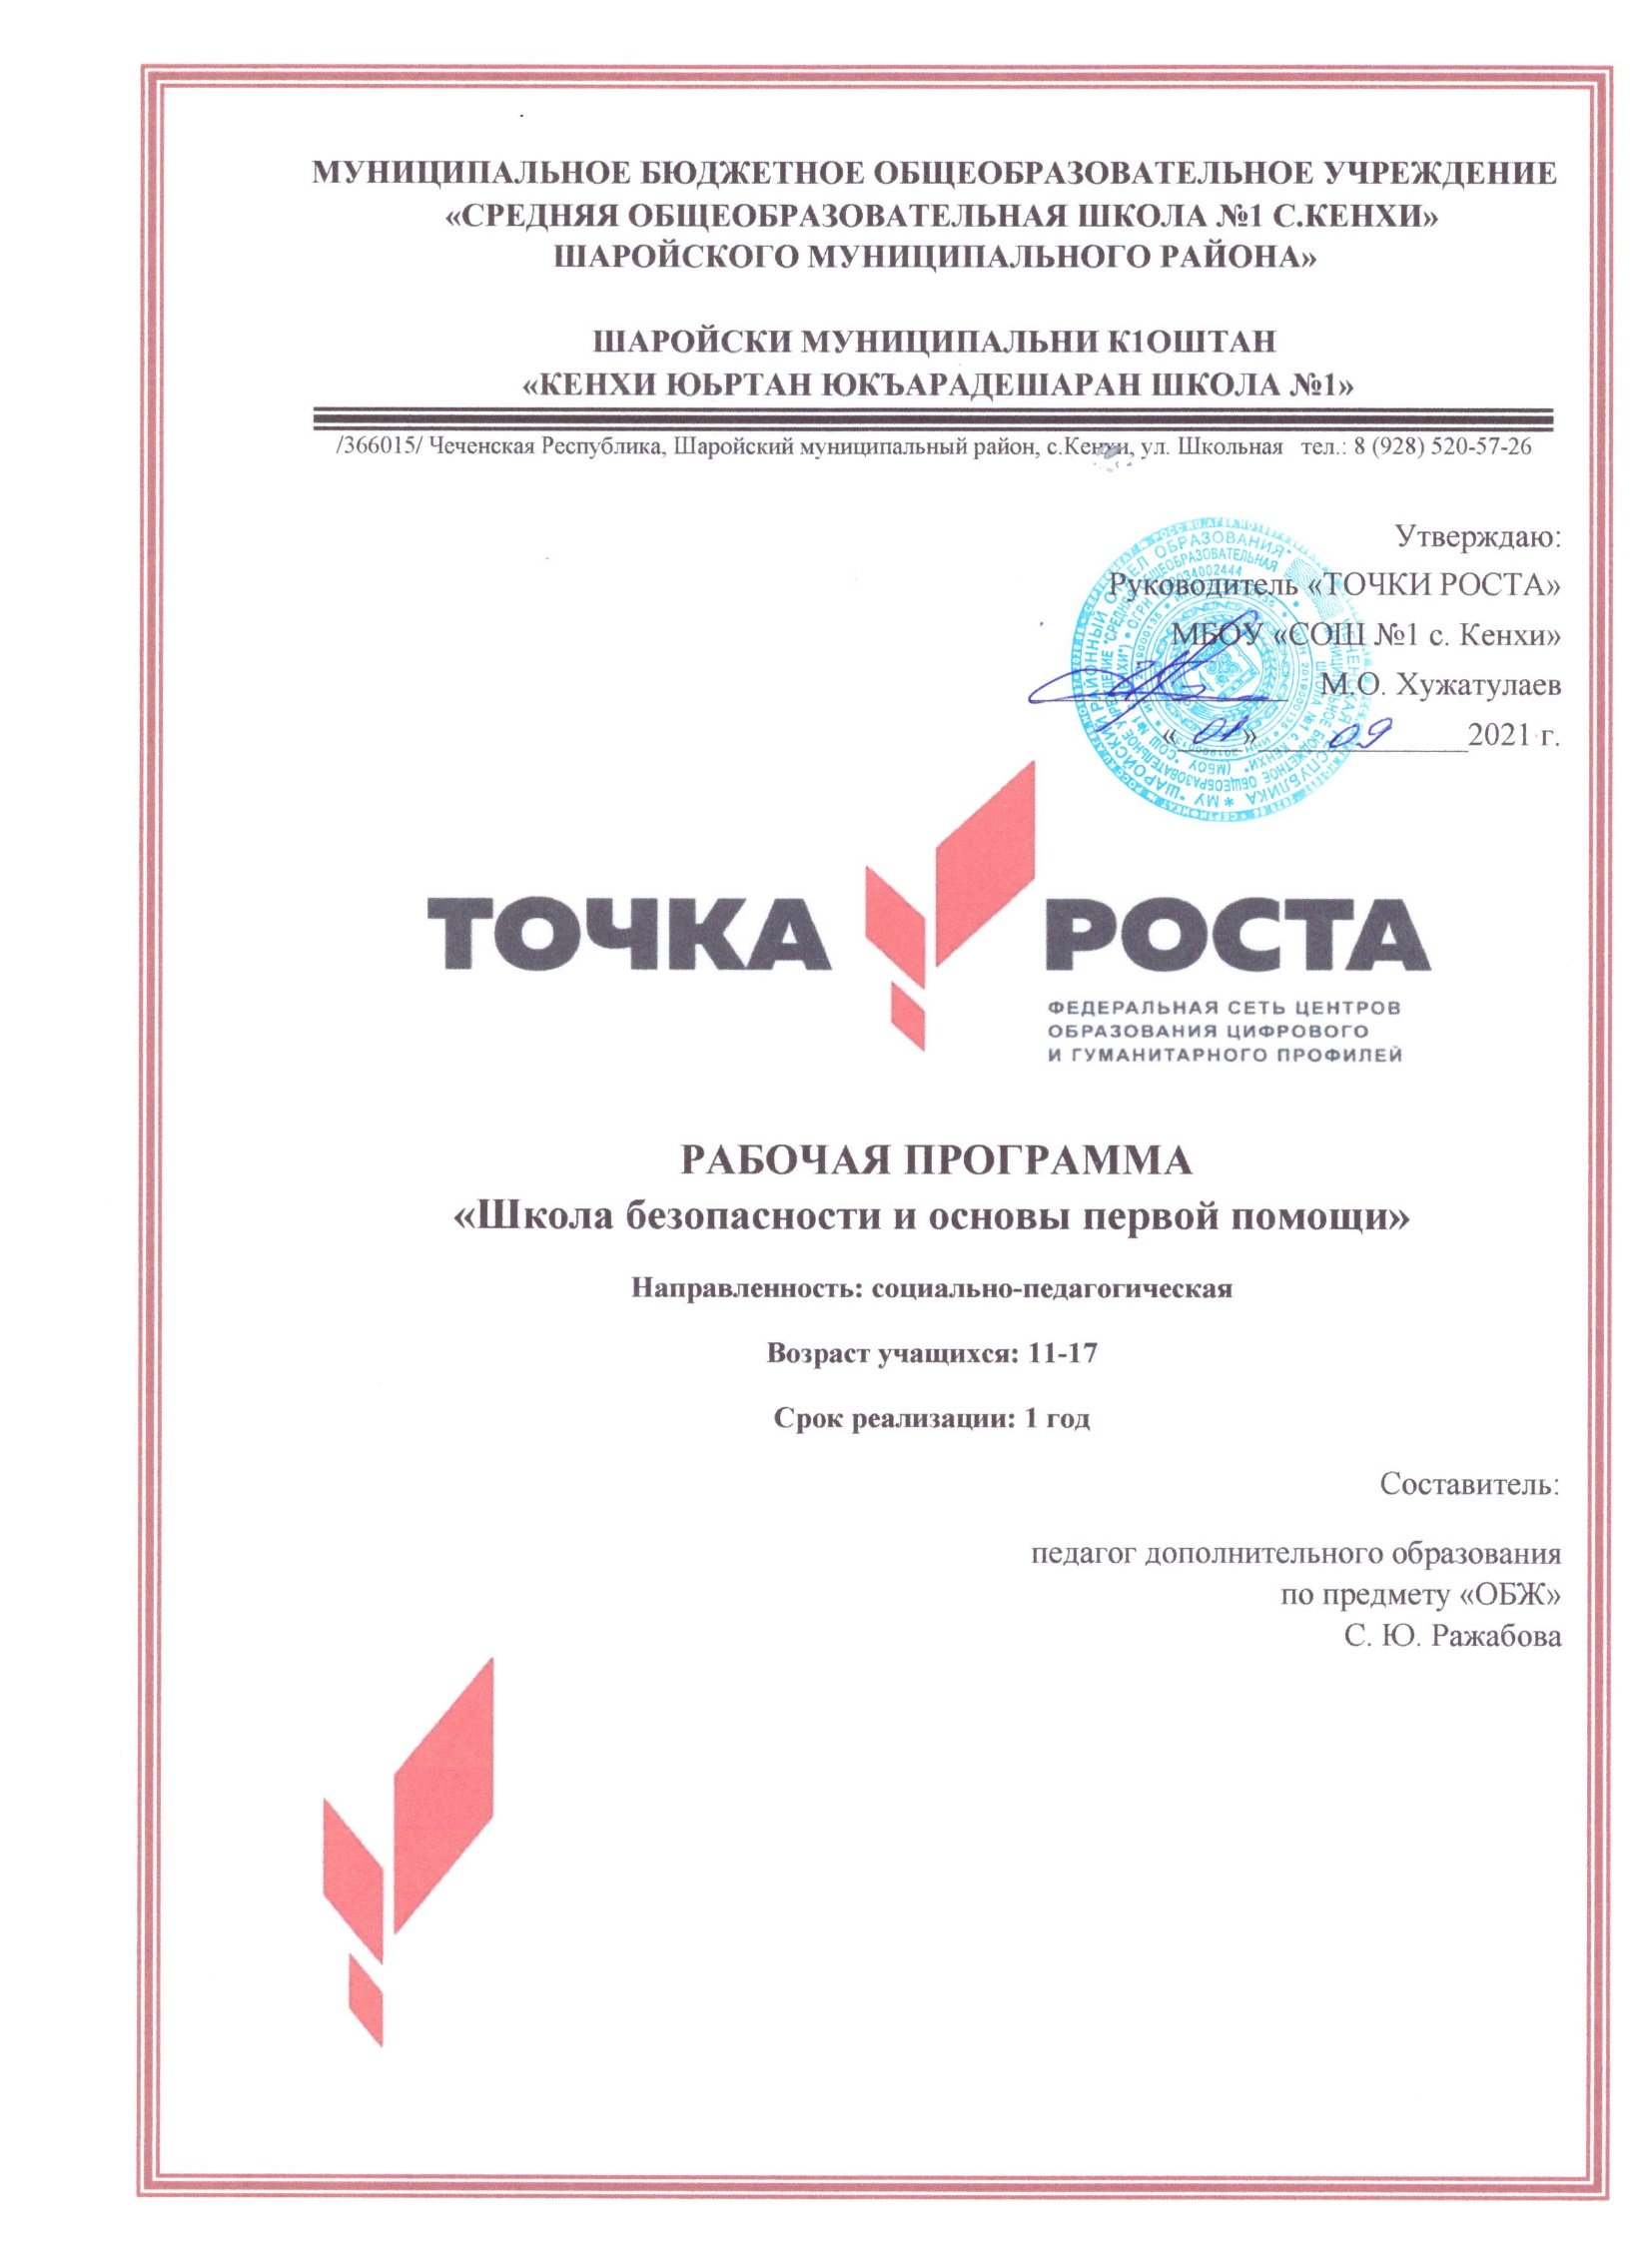 МУНИЦИПАЛЬНОЕ БЮДЖЕТНОЕ ОБЩЕОБРАЗОВАТЕЛЬНОЕ УЧРЕЖДЕНИЕ
«СРЕДНЯЯ ОБЩЕОБРАЗОВАТЕЛЬНАЯ ШКОЛА №1 С.КЕНХИ»
ШАРОЙСКОГО МУНИЦИПАЛЬНОГО РАЙОНА»
ШАРОЙСКИ МУНИЦИПАЛЬНИ К1ОШТАН
«КЕНХИ ЮЬРТАН ЮКЪАРАДЕШАРАН ШКОЛА №1»
/366015/ Чеченская Республика, Шаройский муниципальный район, с.Кенхи, ул. Школьная тел.: 8 (928) 520-57-26
Утверждаю:
Руководитель «ТОЧКИ РОСТА»
МБОУ «СОШ №1 с. Кенхи»
М.О. Хужатулаев
«01» 09 2021 г.
ТОЧКА РОСТА
ФЕДЕРАЛЬНАЯ СЕТЬ ЦЕНТРОВ
ОБРАЗОВАНИЯ ЦИФРОВОГО
И ГУМАНИТАРНОГО ПРОФИЛЕЙ
РАБОЧАЯ ПРОГРАММА
«Школа безопасности и основы первой помощи»
Направленность: социально-педагогическая
Возраст учащихся: 11-17
Срок реализации: 1 год
Составитель:
педагог дополнительного образования
по предмету «ОБЖ»
С. Ю. Ражабова